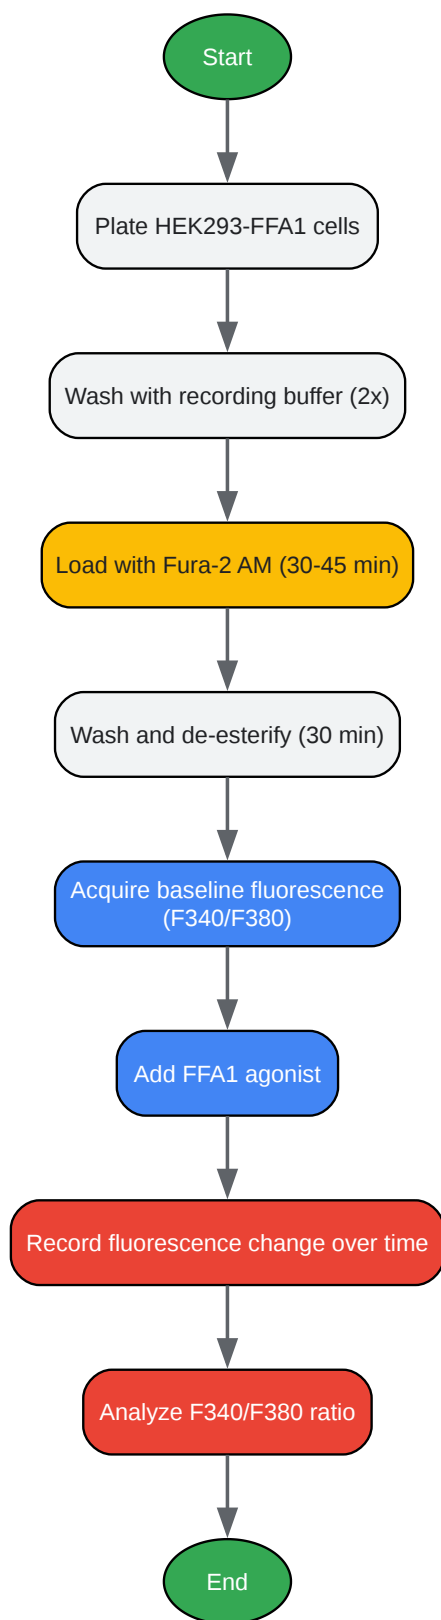 Start
Plate HEK293-FFA1 cells
Wash with recording buffer (2x)
Load with Fura-2 AM (30-45 min)
Wash and de-esterify (30 min)
Acquire baseline fluorescence
(F340/F380)
Add FFA1 agonist
Record fluorescence change over time
Analyze F340/F380 ratio
End